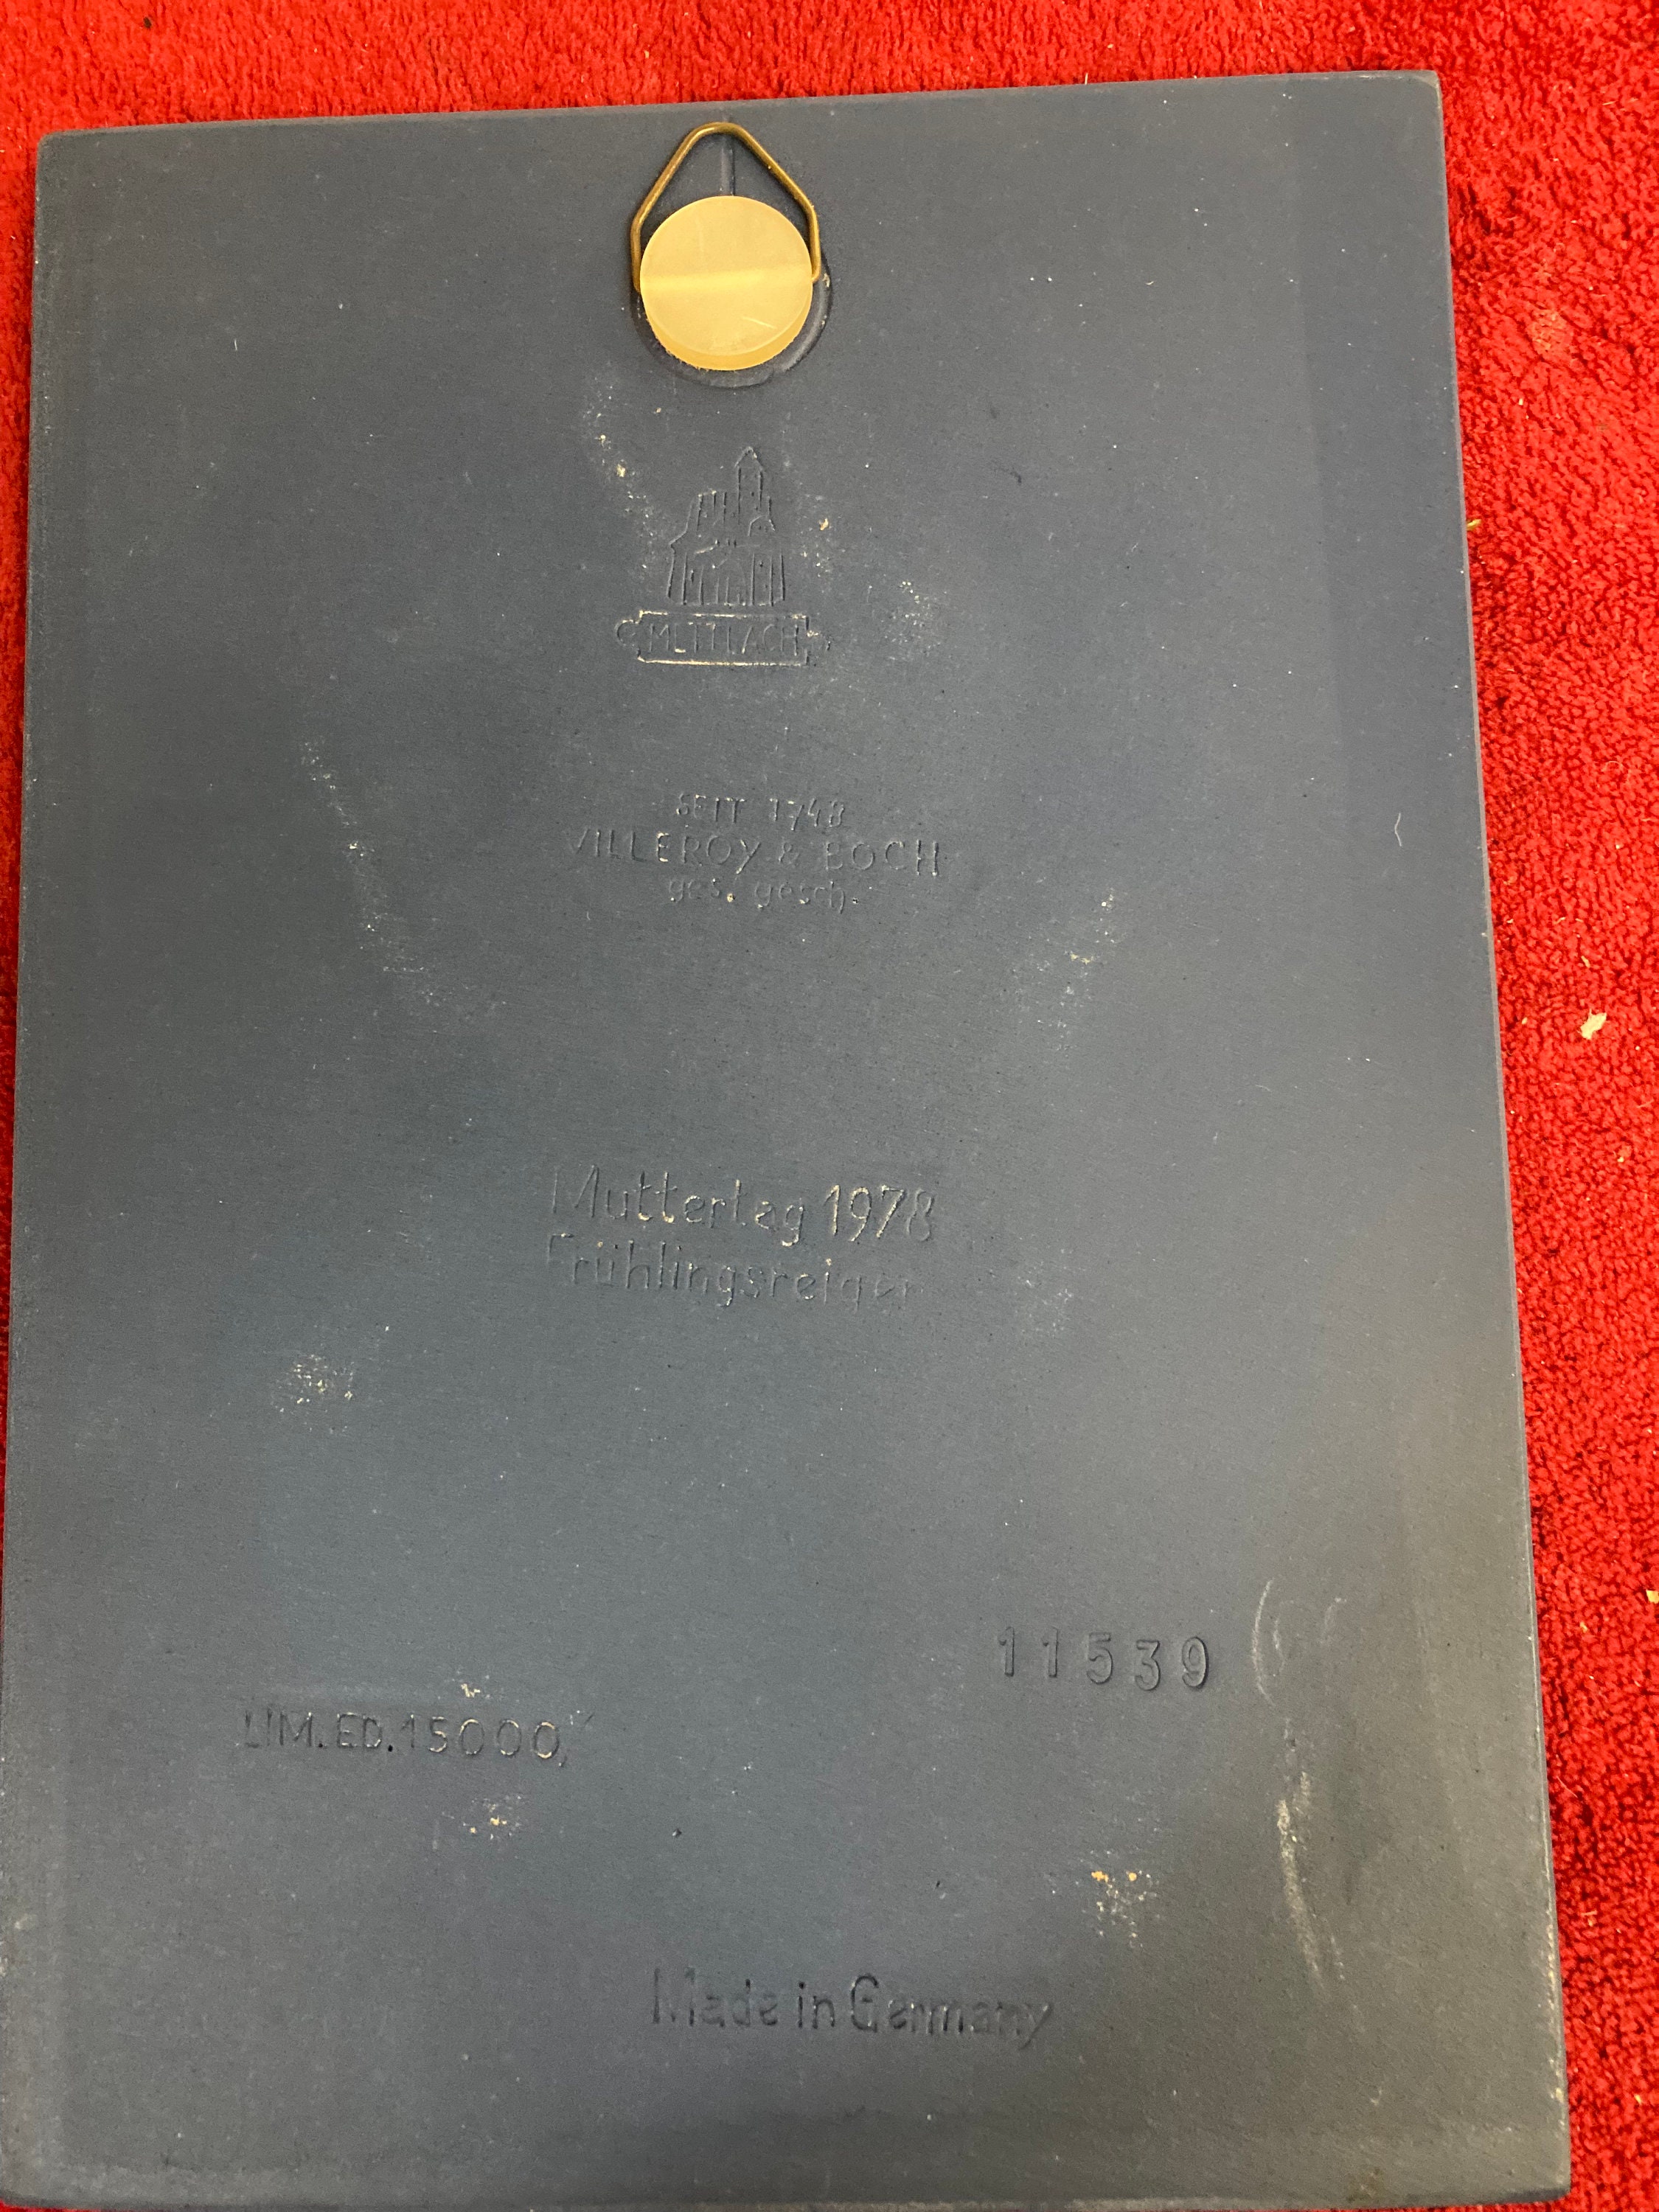 METTLACH
SEIT 1748
VILLEROY & BOCH
ges. gesch.
Muttertag 1978
Frühlingsreigen
11539
LIM. ED. 15000
Made in Germany